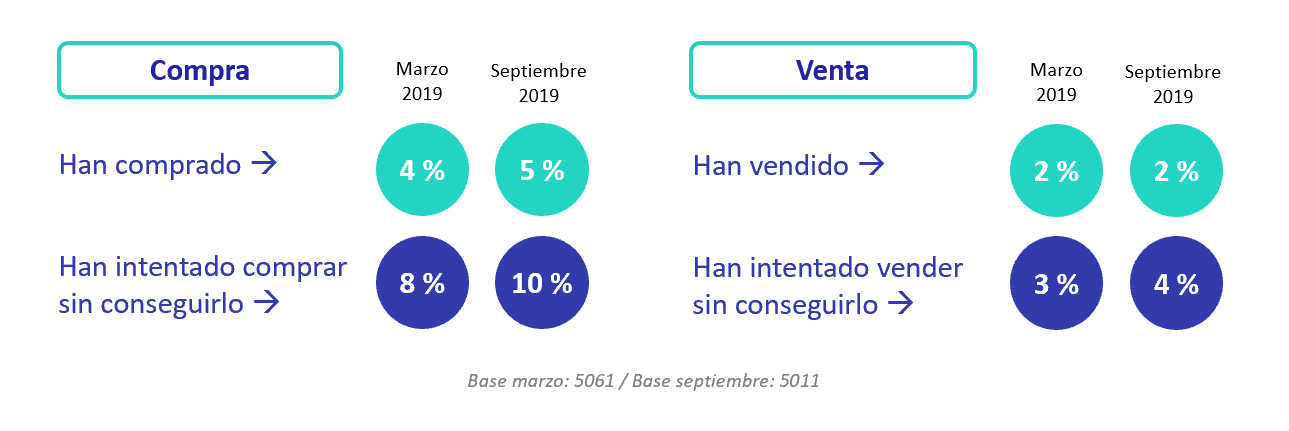 Compra
Marzo
2019
Septiembre
2019
Han comprado →
4 %
5 %
Han intentado comprar
sin conseguirlo →
8 %
10 %
Venta
Marzo
2019
Septiembre
2019
Han vendido →
2 %
2 %
Han intentado vender
sin conseguirlo →
3 %
4 %
Base marzo: 5061 / Base septiembre: 5011